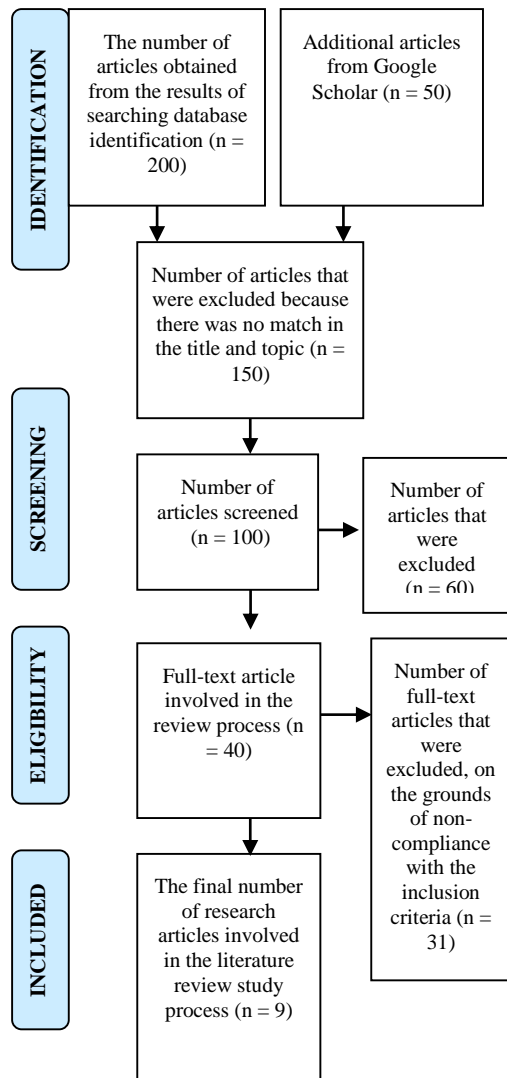 IDENTIFICATION
The number of
articles obtained
from the results of
searching database
identification (n =
200)
Additional articles
from Google
Scholar (n = 50)
Number of articles that
were excluded because
there was no match in
the title and topic (n =
150)
SCREENING
Number of
articles screened
(n = 100)
Number of
articles that
were
excluded
(n = 60)
ELIGIBILITY
Full-text article
involved in the
review process (n
= 40)
Number of
full-text
articles that
were
excluded, on
the grounds
of non-
compliance
with the
inclusion
criteria (n =
31)
INCLUDED
The final number
of research
articles involved
in the literature
review study
process (n = 9)